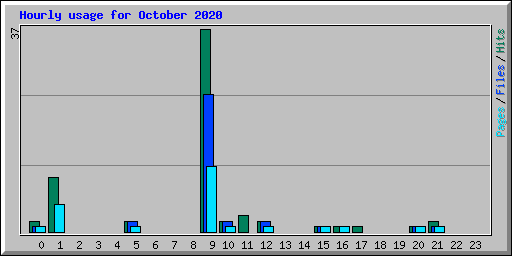 Hourly usage for October 2020
37
Pages/Files/Hits
0 1 2 3 4 5 6 7 8 9 10 11 12 13 14 15 16 17 18 19 20 21 22 23